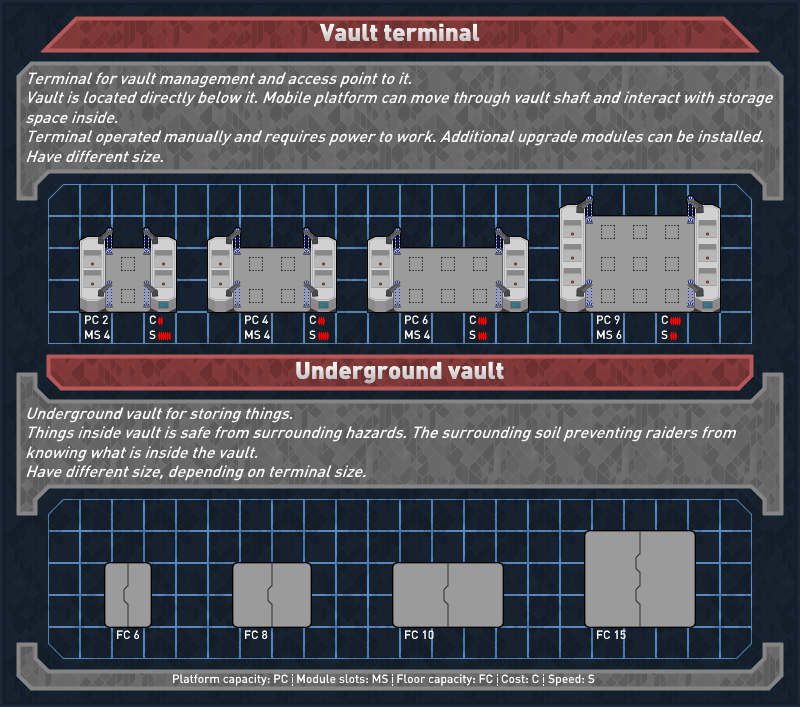 Vault terminal
Terminal for vault management and access point to it.
Vault is located directly below it. Mobile platform can move through vault shaft and interact with storage
space inside.
Terminal operated manually and requires power to work. Additional upgrade modules can be installed.
Have different size.
PC 2 C PC 4 C PC 6 C PC 9 C
MS 4 S MS 4 S MS 4 S MS 6 S
Underground vault
Underground vault for storing things.
Things inside vault is safe from surrounding hazards. The surrounding soil preventing raiders from
knowing what is inside the vault.
Have different size, depending on terminal size.
FC 6 FC 8 FC 10 FC 15
Platform capacity: PC | Module slots: MS | Floor capacity: FC | Cost: C | Speed: S